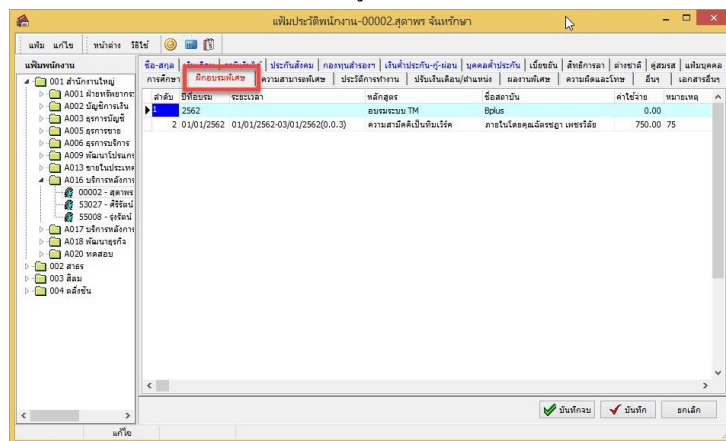 แฟ้มประวัติพนักงาน-00002.สุดาพร จันทรักษา
แฟ้ม แก้ไข หน้าต่าง วิธีใช้
แฟ้มพนักงาน
001 สำนักงานใหญ่
A001 ฝ่ายทรัพยากร
A002 บัญชีการเงิน
A003 ธุรการบัญชี
A005 ธุรการขาย
A006 ธุรการบริการ
A009 พัฒนาโปรแกร
A013 ขายในประเทศ
A016 บริการหลังการ
00002 - สุดาพร
53027 - ศิริรัตน์
55008 - รุ่งรัตน์
A017 บริการหลังการ
A018 พัฒนาธุรกิจ
A020 ทดสอบ
002 สาธร
003 สีลม
004 ตลิ่งชัน
ชื่อ-สกุล ประกันสังคม กองทุนสำรองฯ เงินค้ำประกัน-กู้-ผ่อน บุคคลค้ำประกัน เบี้ยขยัน สิทธิการลา ต่างชาติ คู่สมรส แฟ้มบุคคล
การศึกษา ฝึกอบรมพิเศษ ความสามารถพิเศษ ประวัติการทำงาน ปรับเงินเดือน/ตำแหน่ง ผลงานพิเศษ ความผิดและโทษ อื่นๆ เอกสารอื่นๆ
ลำดับ ปีที่อบรม ระยะเวลา หลักสูตร ชื่อสถาบัน ค่าใช้จ่าย หมายเหตุ
1 2562 อบรมระบบ TM Bplus 0.00
2 01/01/2562 01/01/2562-03/01/2562(0.0.3) ความสามัคคีเป็นทีมเวิร์ค ภายในโดยคุณฉัตรชฎา เพชรวิลัย 750.00 75
บันทึกจบ บันทึก ยกเลิก
แก้ไข